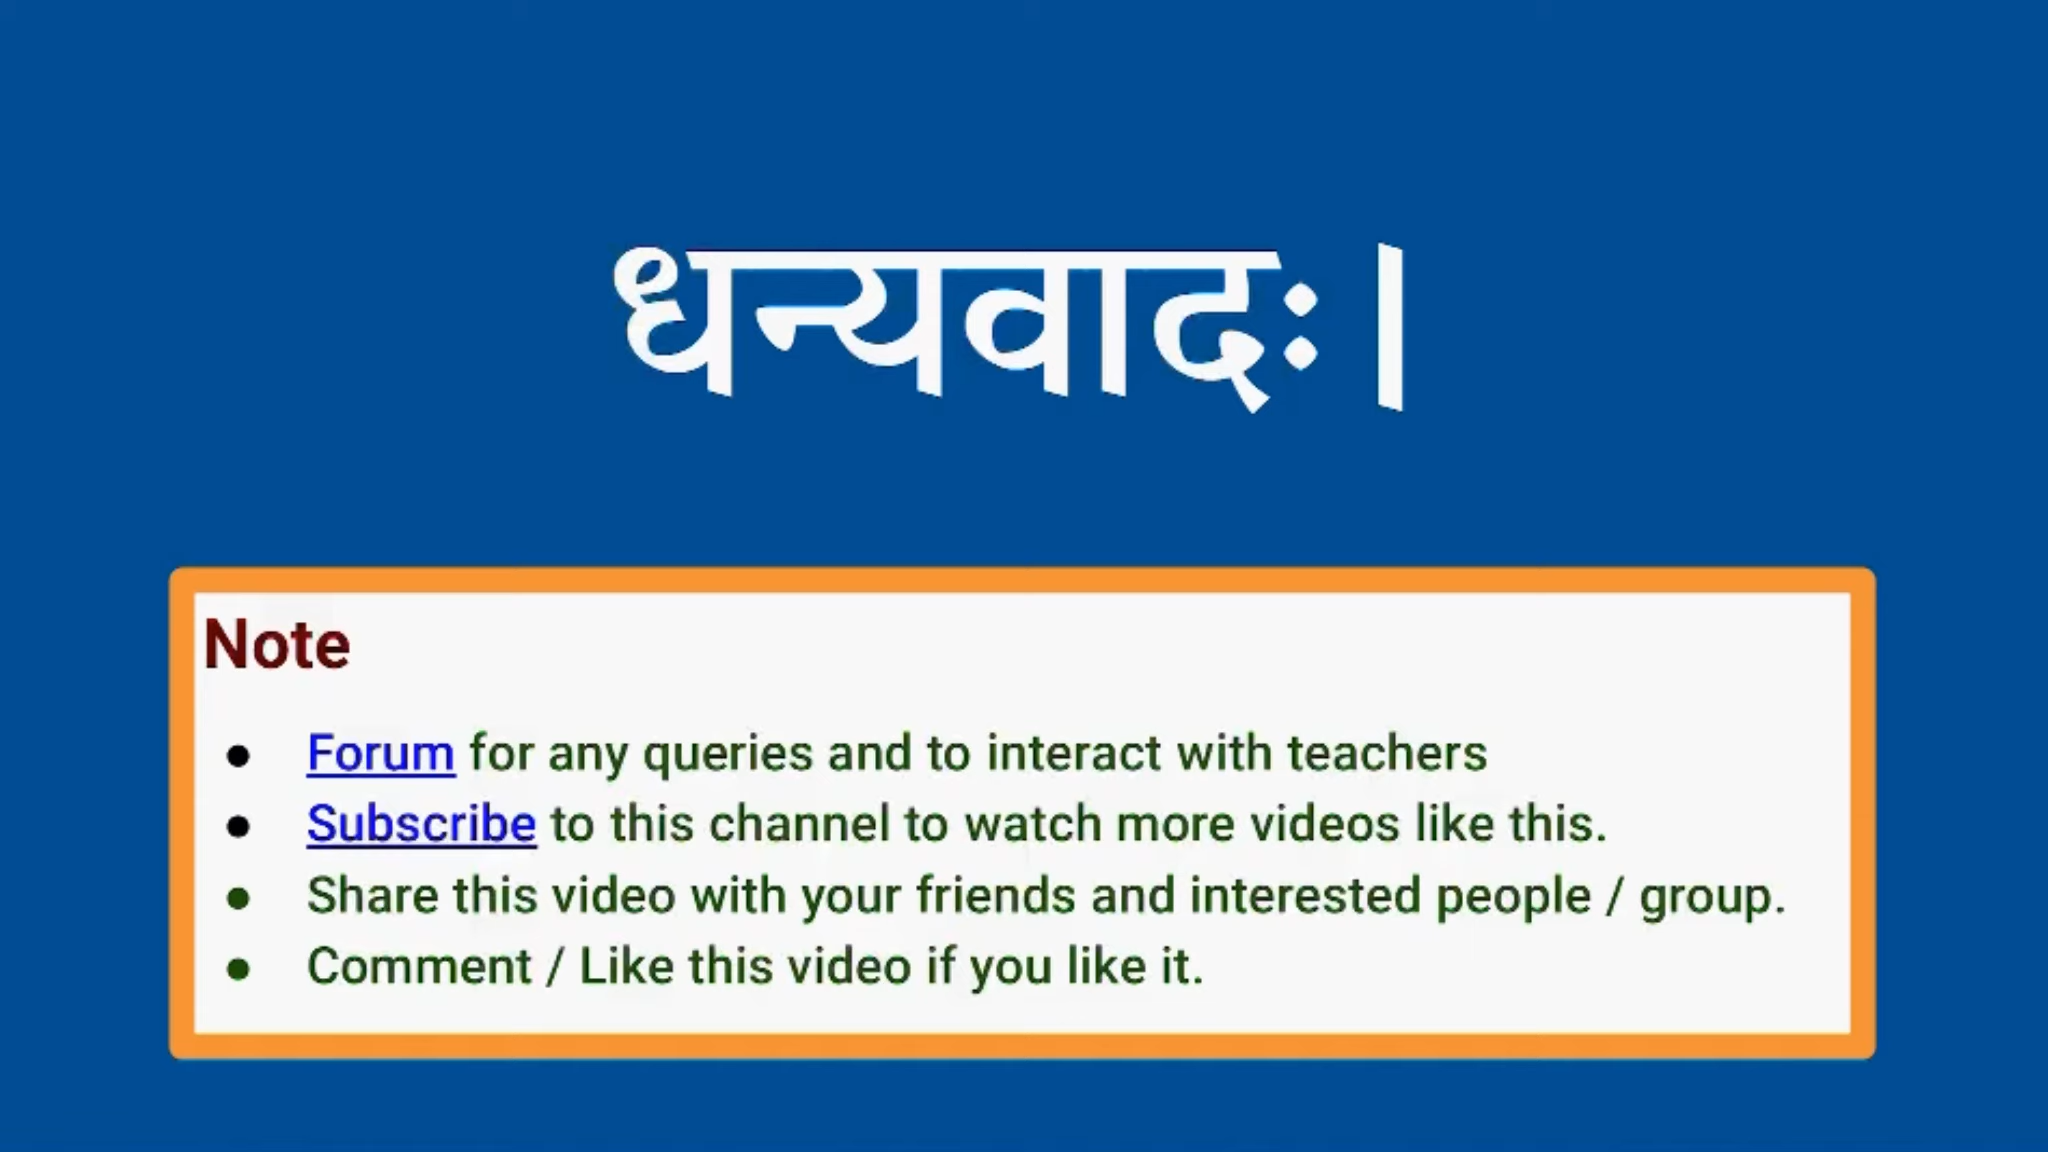 धन्यवादः |
Note
● Forum for any queries and to interact with teachers
● Subscribe to this channel to watch more videos like this.
● Share this video with your friends and interested people / group.
● Comment / Like this video if you like it.